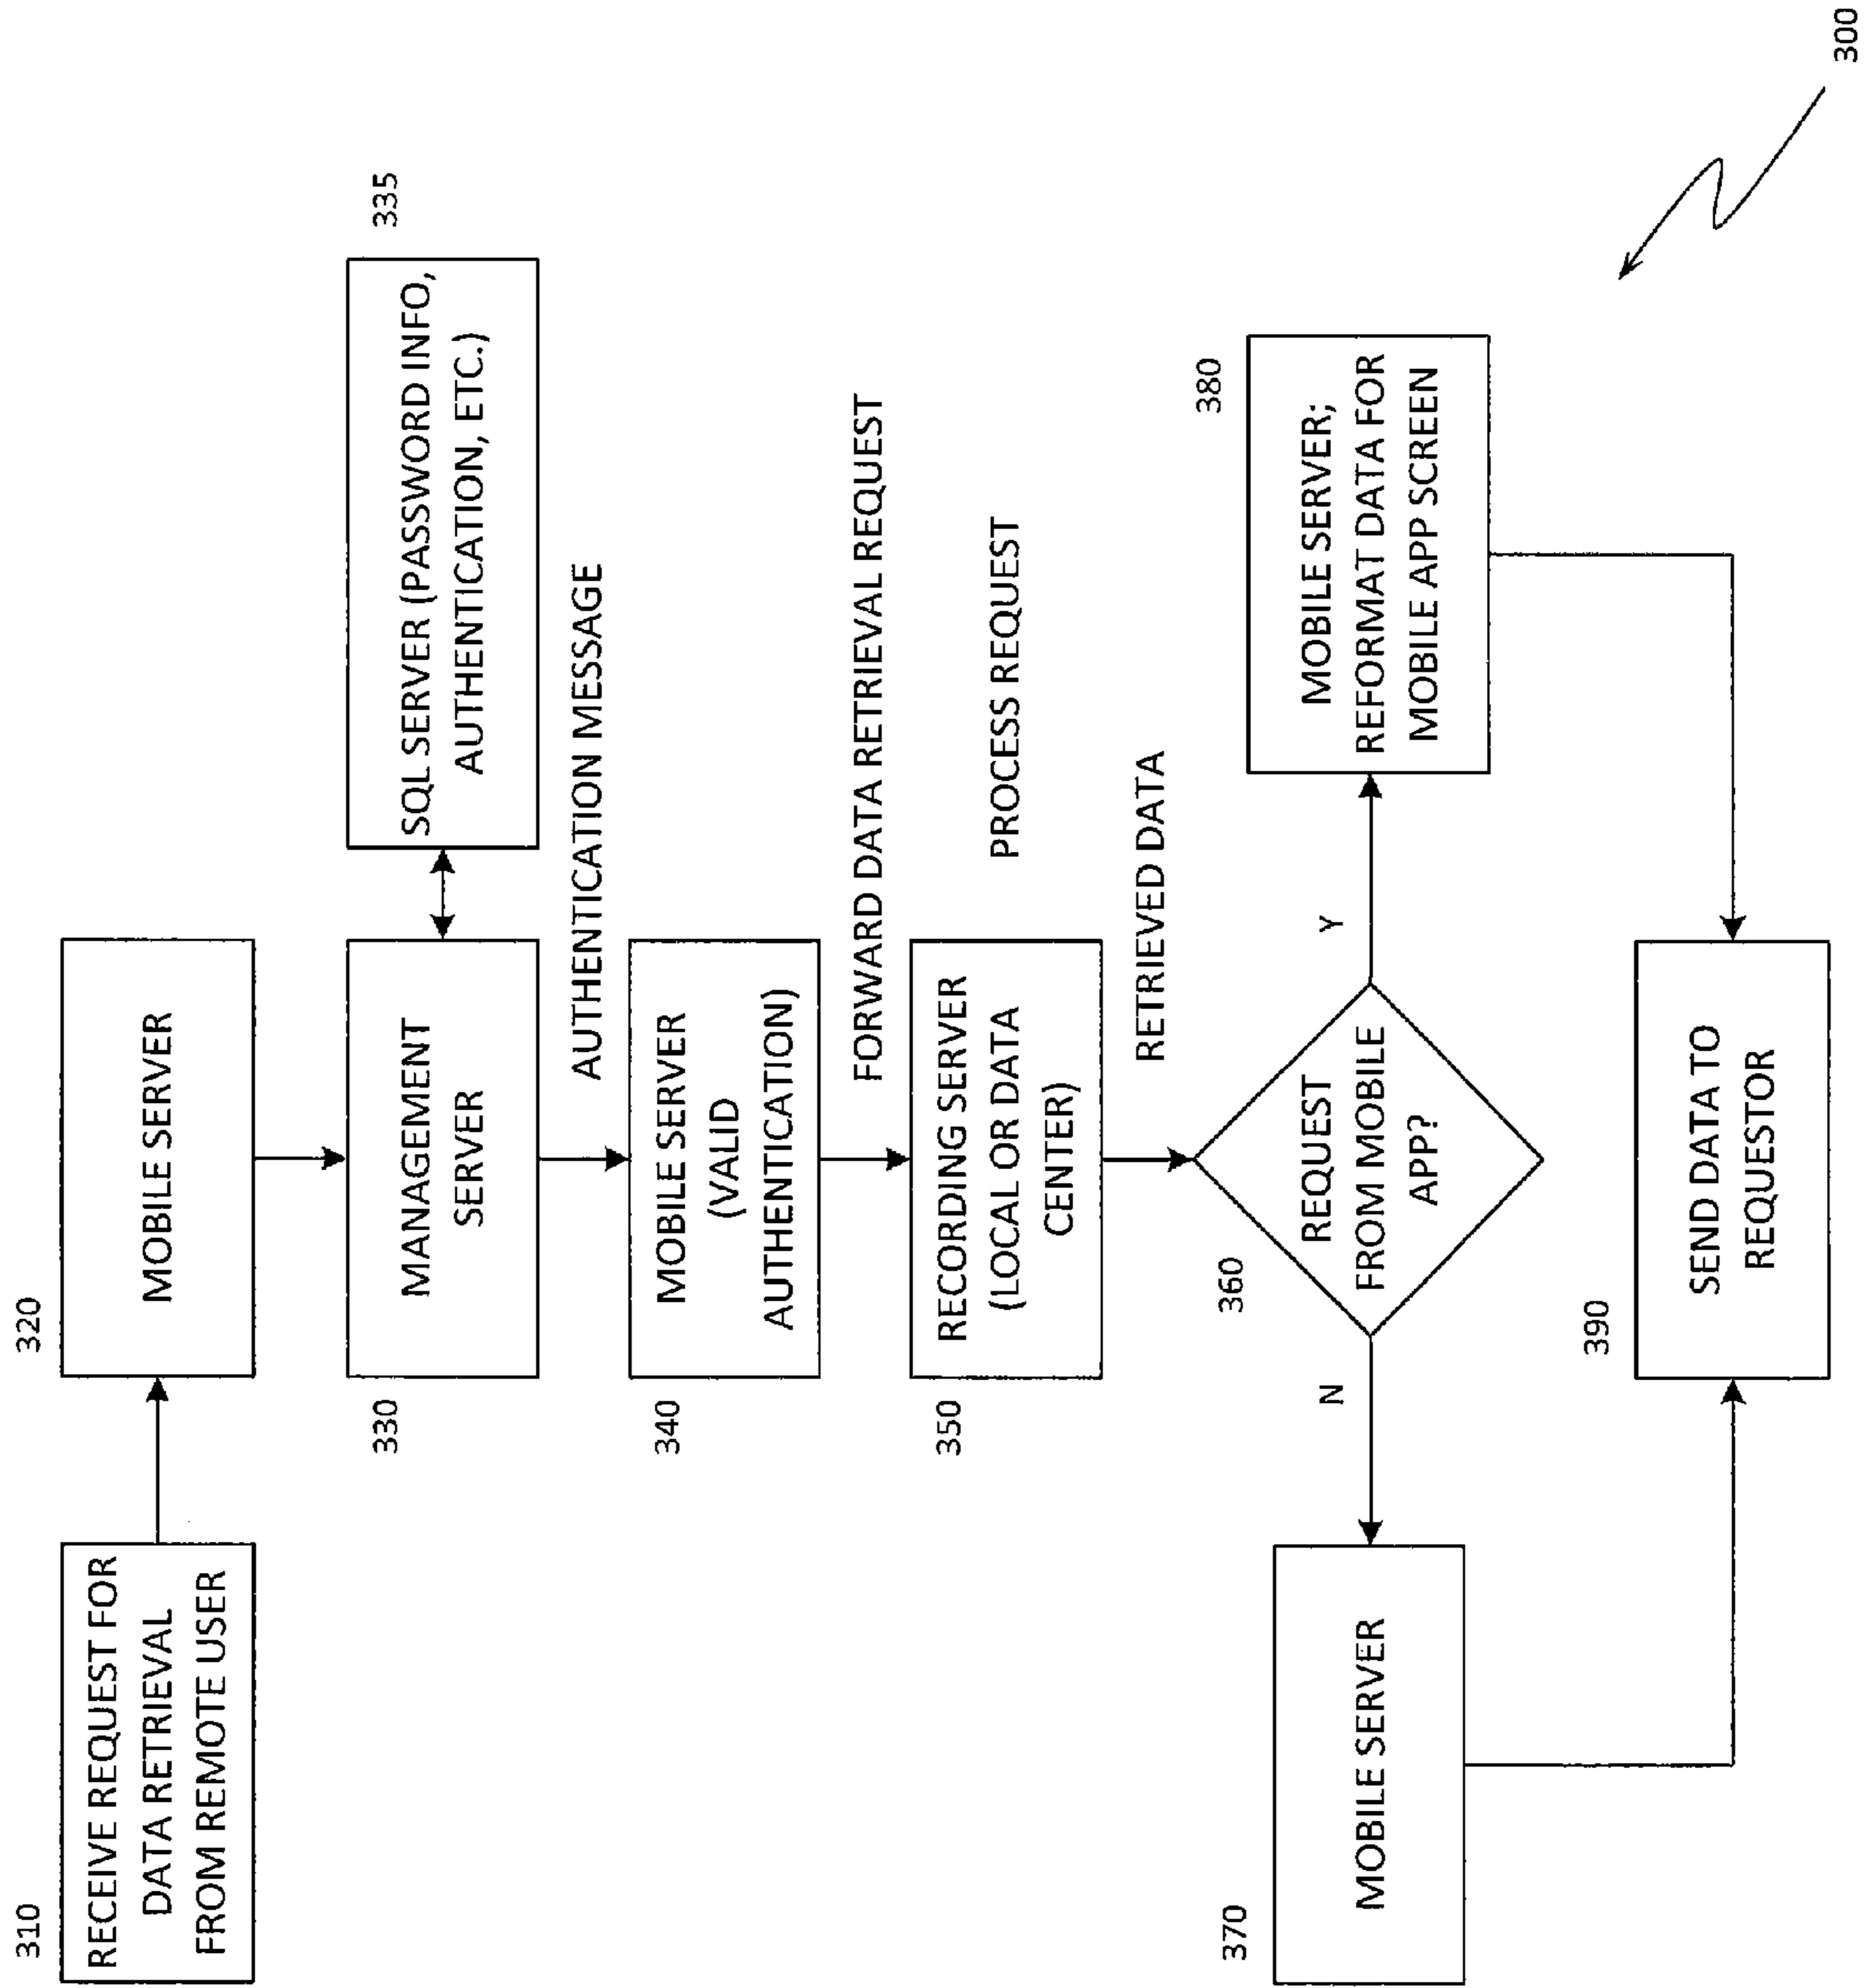 310
RECEIVE REQUEST FOR
DATA RETRIEVAL
FROM REMOTE USER
320
MOBILE SERVER
330
MANAGEMENT
SERVER
335
SQL SERVER (PASSWORD INFO,
AUTHENTICATION, ETC.)
AUTHENTICATION MESSAGE
340
MOBILE SERVER
(VALID
AUTHENTICATION)
FORWARD DATA RETRIEVAL REQUEST
350
RECORDING SERVER
(LOCAL OR DATA
CENTER)
PROCESS REQUEST
RETRIEVED DATA
360
REQUEST
FROM MOBILE
APP?
N
Y
370
MOBILE SERVER
380
MOBILE SERVER;
REFORMAT DATA FOR
MOBILE APP SCREEN
390
SEND DATA TO
REQUESTOR
300